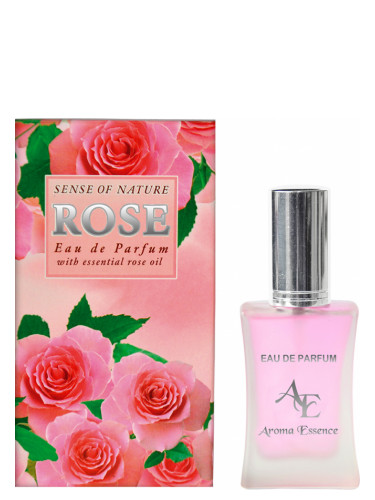 SENSE OF NATURE
ROSE
Eau de Parfum
with essential rose oil
EAU DE PARFUM
AE
Aroma Essence